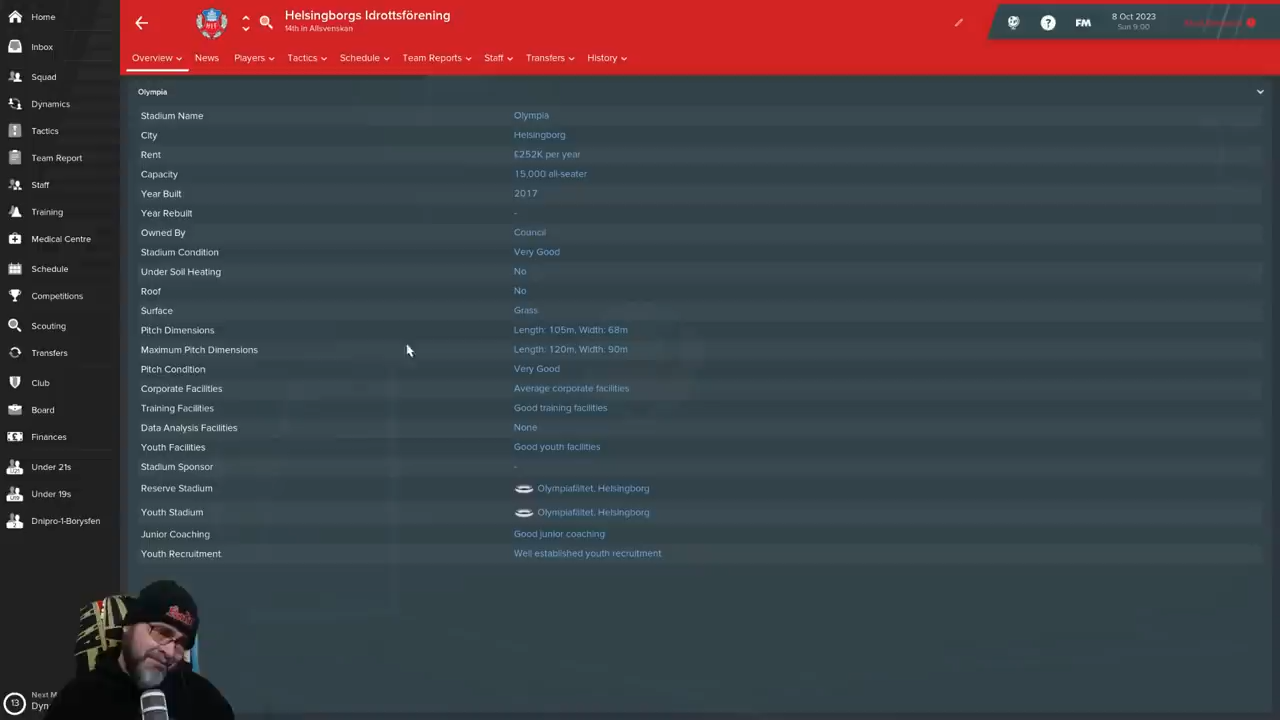 Home
Inbox
Squad
Dynamics
Tactics
Team Report
Staff
Training
Medical Centre
Schedule
Competitions
Scouting
Transfers
Club
Board
Finances
Under 21s
Under 19s
Dnipro-1-Borysfen
13
Next M
Dyn
Helsingborgs Idrottsförening
14th in Allsvenskan
?
FM
8 Oct 2023
Sun 9:00
Overview
News
Players
Tactics
Schedule
Team Reports
Staff
Transfers
History
Olympia
Stadium Name Olympia
City Helsingborg
Rent £252K per year
Capacity 15,000 all-seater
Year Built 2017
Year Rebuilt -
Owned By Council
Stadium Condition Very Good
Under Soil Heating No
Roof No
Surface Grass
Pitch Dimensions Length: 105m, Width: 68m
Maximum Pitch Dimensions Length: 120m, Width: 90m
Pitch Condition Very Good
Corporate Facilities Average corporate facilities
Training Facilities Good training facilities
Data Analysis Facilities None
Youth Facilities Good youth facilities
Stadium Sponsor -
Reserve Stadium Olympiafältet, Helsingborg
Youth Stadium Olympiafältet, Helsingborg
Junior Coaching Good junior coaching
Youth Recruitment Well established youth recruitment